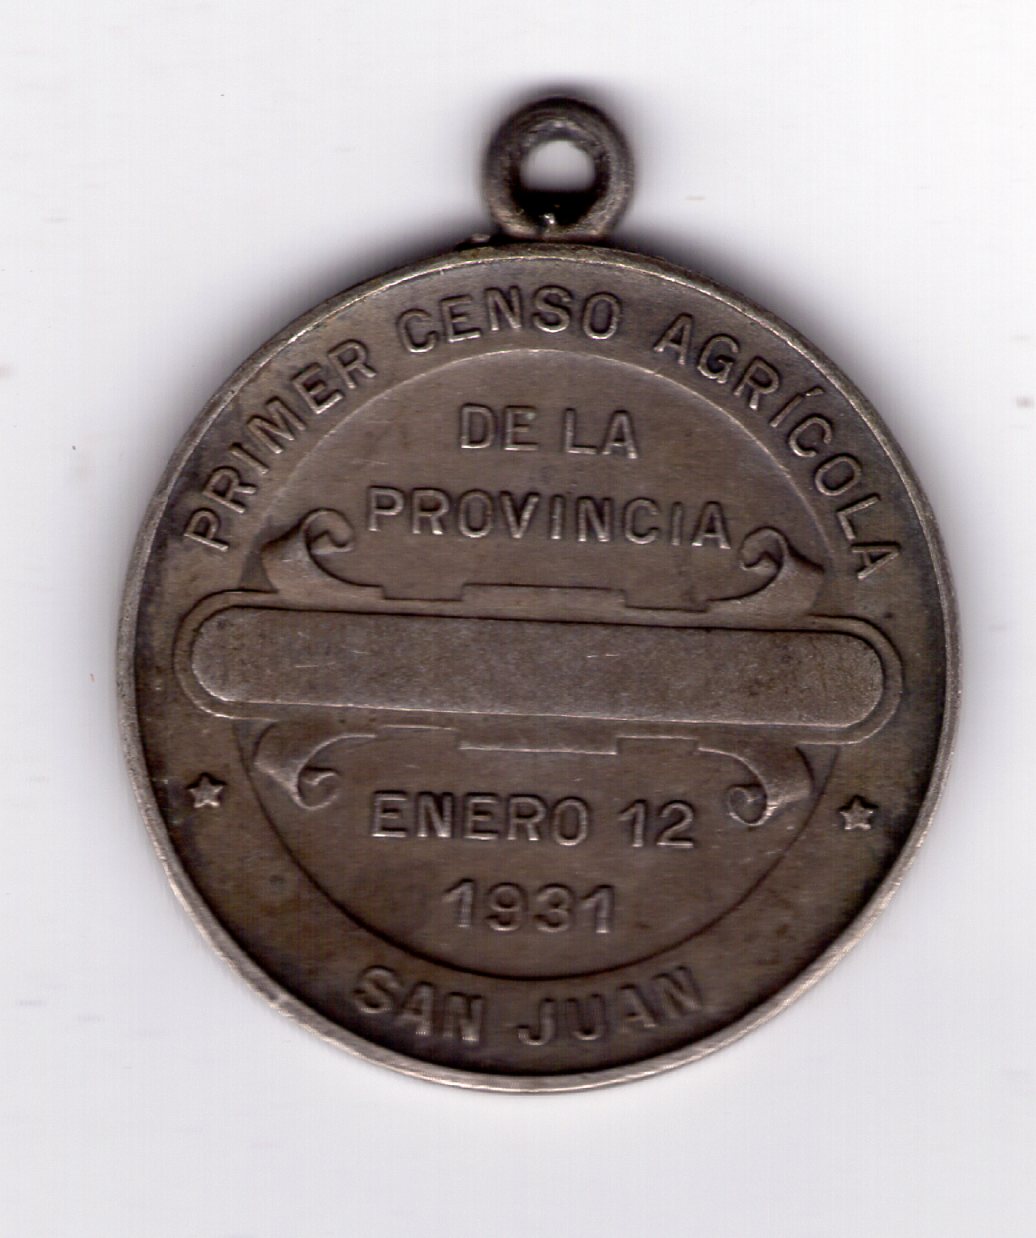 PRIMER CENSO AGRÍCOLA
DE LA
PROVINCIA
ENERO 12
1931
SAN JUAN